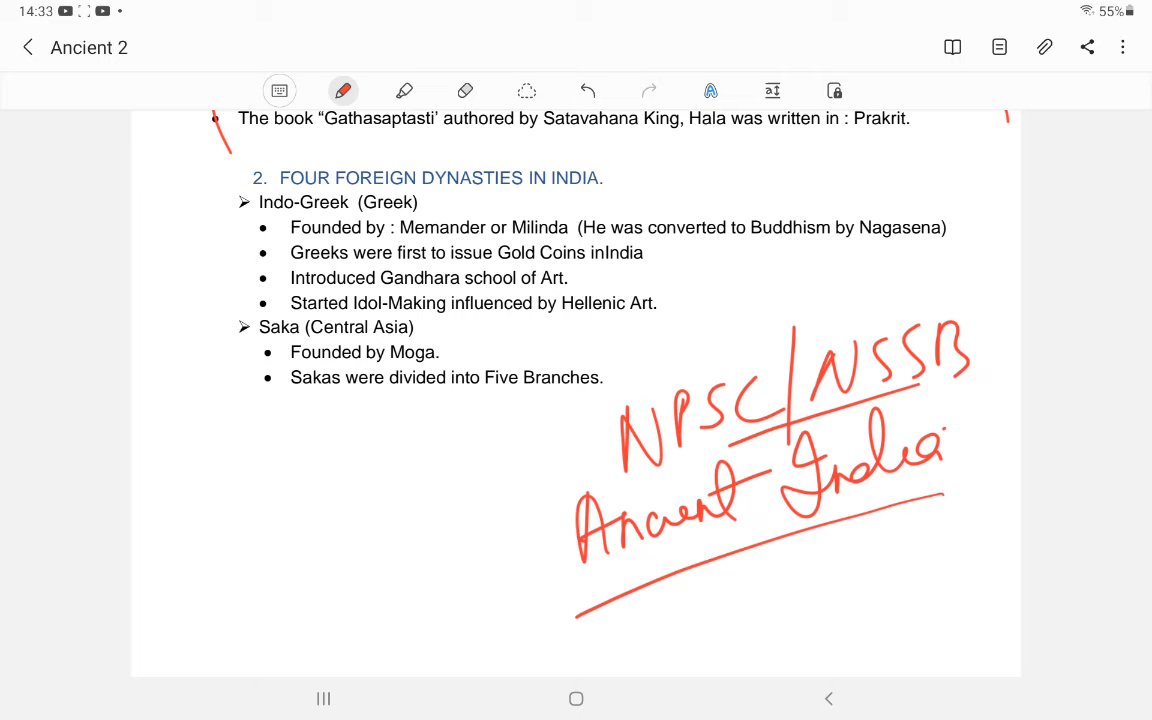 14:33 55%
Ancient 2
The book “Gathasaptasti’ authored by Satavahana King, Hala was written in : Prakrit.
2. FOUR FOREIGN DYNASTIES IN INDIA.
Indo-Greek (Greek)
Founded by : Memander or Milinda (He was converted to Buddhism by Nagasena)
Greeks were first to issue Gold Coins inIndia
Introduced Gandhara school of Art.
Started Idol-Making influenced by Hellenic Art.
Saka (Central Asia)
Founded by Moga.
Sakas were divided into Five Branches.
NPSC/NSSB
Ancient India